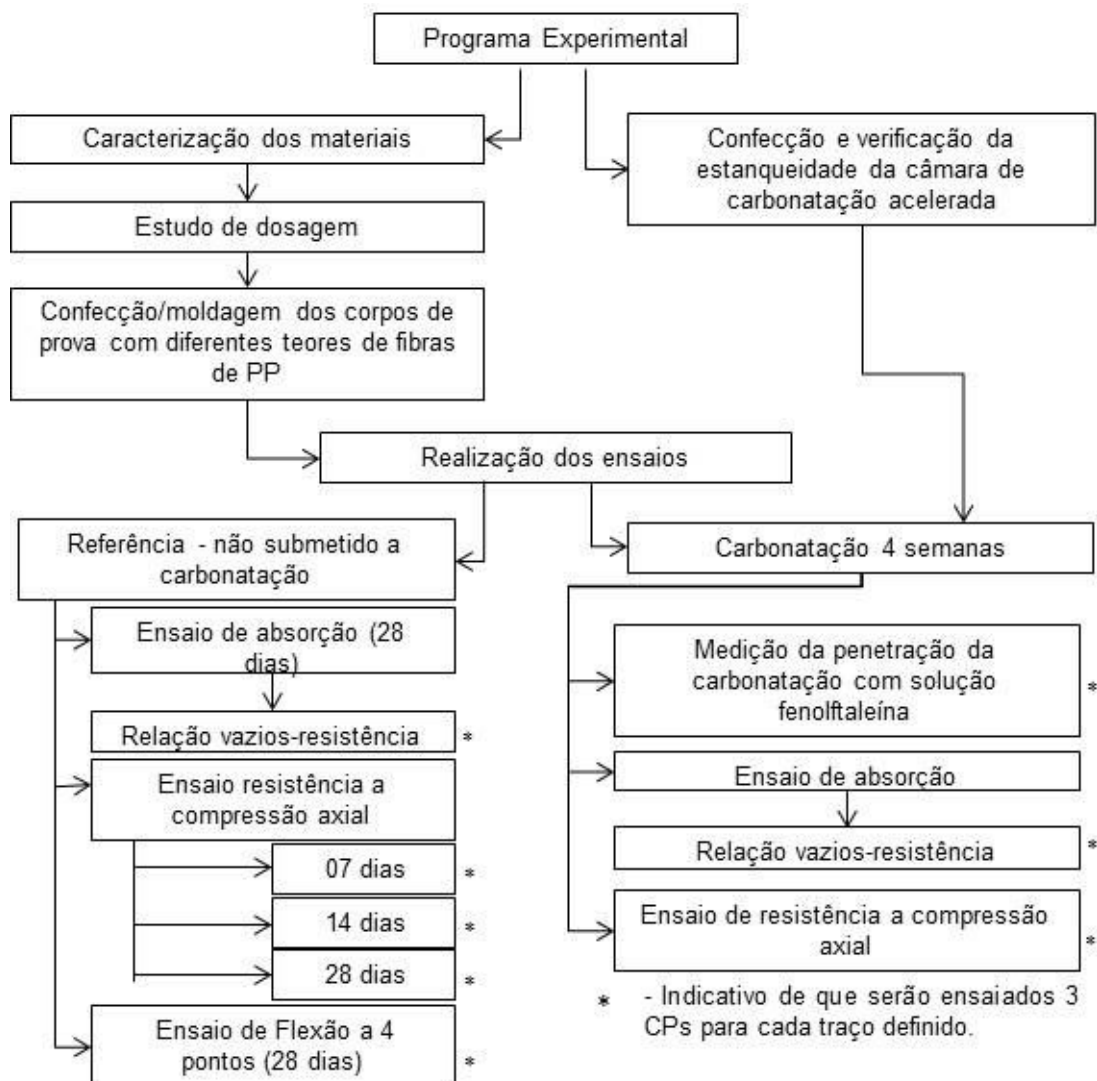 Programa Experimental
Caracterização dos materiais
Confecção e verificação da
estanqueidade da câmara de
carbonatação acelerada
Estudo de dosagem
Confecção/moldagem dos corpos de
prova com diferentes teores de fibras
de PP
Realização dos ensaios
Referência - não submetido a
carbonatação
Ensaio de absorção (28
dias)
Relação vazios-resistência *
Ensaio resistência a
compressão axial
07 dias *
14 dias *
28 dias *
Ensaio de Flexão a 4
pontos (28 dias) *
Carbonatação 4 semanas
Medição da penetração da
carbonatação com solução *
fenolftaleína
Ensaio de absorção
Relação vazios-resistência *
Ensaio de resistência a compressão
axial *
* - Indicativo de que serão ensaiados 3
CPs para cada traço definido.